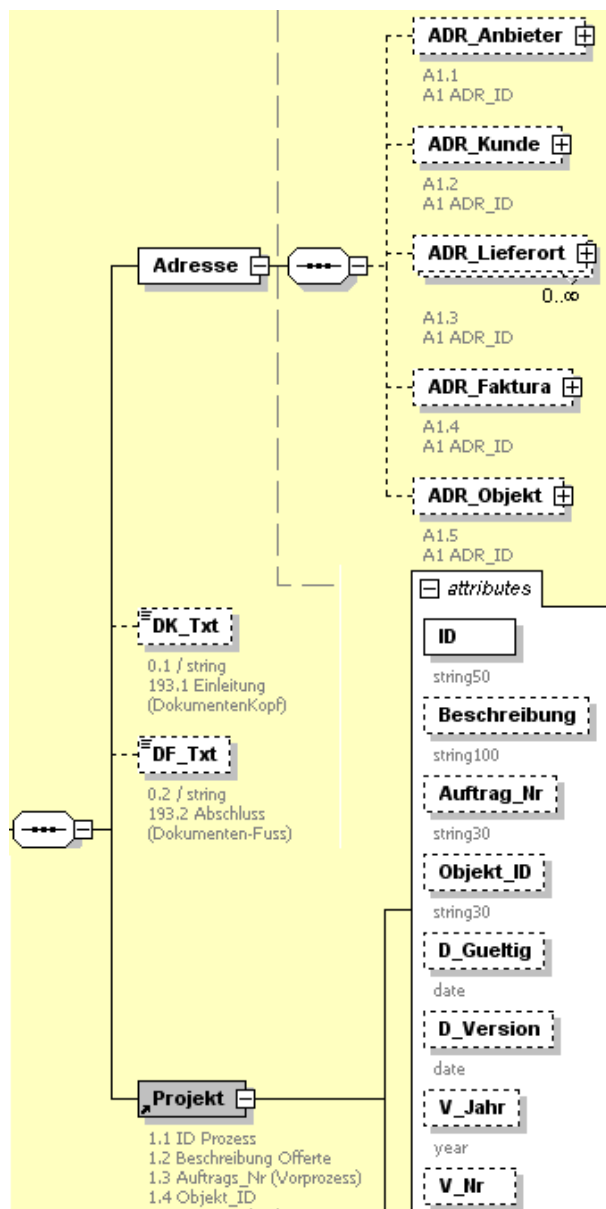 ADR_Anbieter
A1.1
A1 ADR_ID
ADR_Kunde
A1.2
A1 ADR_ID
Adresse
ADR_Lieferort
0..∞
A1.3
A1 ADR_ID
ADR_Faktura
A1.4
A1 ADR_ID
ADR_Objekt
A1.5
A1 ADR_ID
DK_Txt
0.1 / string
193.1 Einleitung
(DokumentenKopf)
DF_Txt
0.2 / string
193.2 Abschluss
(Dokumenten-Fuss)
Projekt
1.1 ID Prozess
1.2 Beschreibung Offerte
1.3 Auftrags_Nr (Vorprozess)
1.4 Objekt_ID
attributes
ID
string50
Beschreibung
string100
Auftrag_Nr
string30
Objekt_ID
string30
D_Gueltig
date
D_Version
date
V_Jahr
year
V_Nr